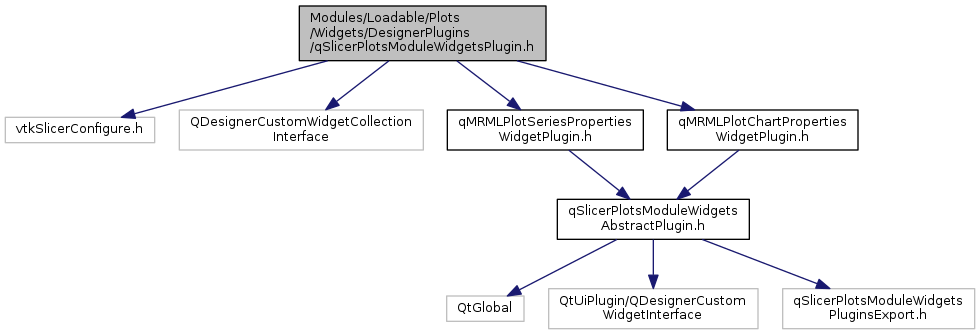 Modules/Loadable/Plots
/Widgets/DesignerPlugins
/qSlicerPlotsModuleWidgetsPlugin.h
vtkSlicerConfigure.h
QDesignerCustomWidgetCollection
Interface
qMRMLPlotSeriesProperties
WidgetPlugin.h
qMRMLPlotChartProperties
WidgetPlugin.h
qSlicerPlotsModuleWidgets
AbstractPlugin.h
QtGlobal
QtUiPlugin/QDesignerCustom
WidgetInterface
qSlicerPlotsModuleWidgets
PluginsExport.h